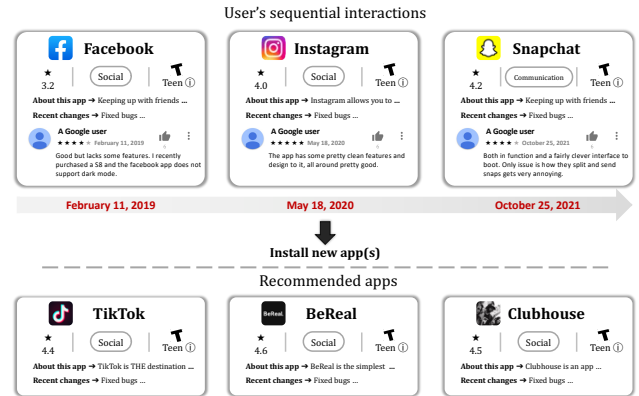 User's sequential interactions
Facebook
★
3.2
Social
T
Teen ⓘ
About this app ➔ Keeping up with friends ...
Recent changes ➔ Fixed bugs ...
A Google user
★★★★★ February 11, 2019
Good but lacks some features. I recently
purchased a S8 and the facebook app does not
support dark mode.
Instagram
★
4.0
Social
T
Teen ⓘ
About this app ➔ Instagram allows you to ...
Recent changes ➔ Fixed bugs ...
A Google user
★★★★★ May 18, 2020
The app has some pretty clean features and
design to it, all around pretty good.
Snapchat
★
4.2
Communication
T
Teen ⓘ
About this app ➔ Keeping up with friends ...
Recent changes ➔ Fixed bugs ...
A Google user
★★★★★ October 25, 2021
Both in function and a fairly clever interface to
boot. Only issue is how they split and send
snaps gets very annoying.
February 11, 2019
May 18, 2020
October 25, 2021
Install new app(s)
Recommended apps
TikTok
★
4.4
Social
T
Teen ⓘ
About this app ➔ TikTok is THE destination ...
Recent changes ➔ Fixed bugs ...
BeReal.
BeReal
★
4.6
Social
T
Teen ⓘ
About this app ➔ BeReal is the simplest ...
Recent changes ➔ Fixed bugs ...
Clubhouse
★
4.5
Social
T
Teen ⓘ
About this app ➔ Clubhouse is an app ...
Recent changes ➔ Fixed bugs ...